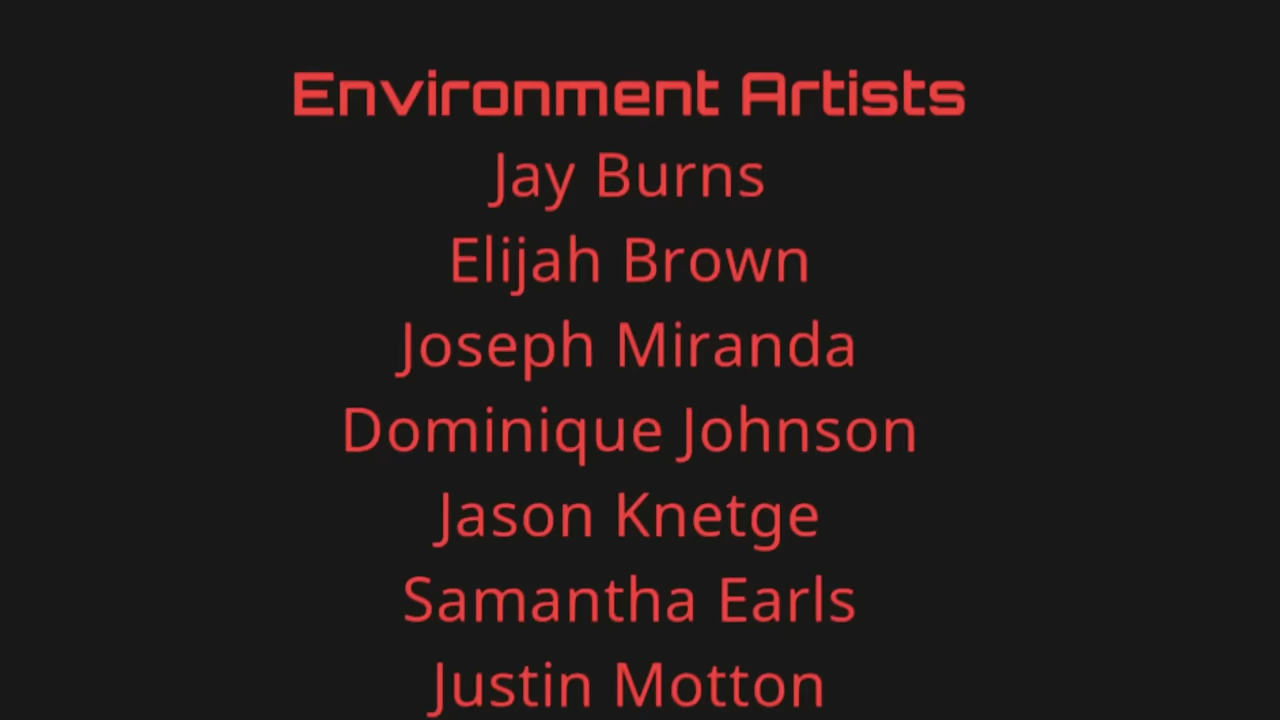 Environment Artists
Jay Burns
Elijah Brown
Joseph Miranda
Dominique Johnson
Jason Knetge
Samantha Earls
Justin Motton